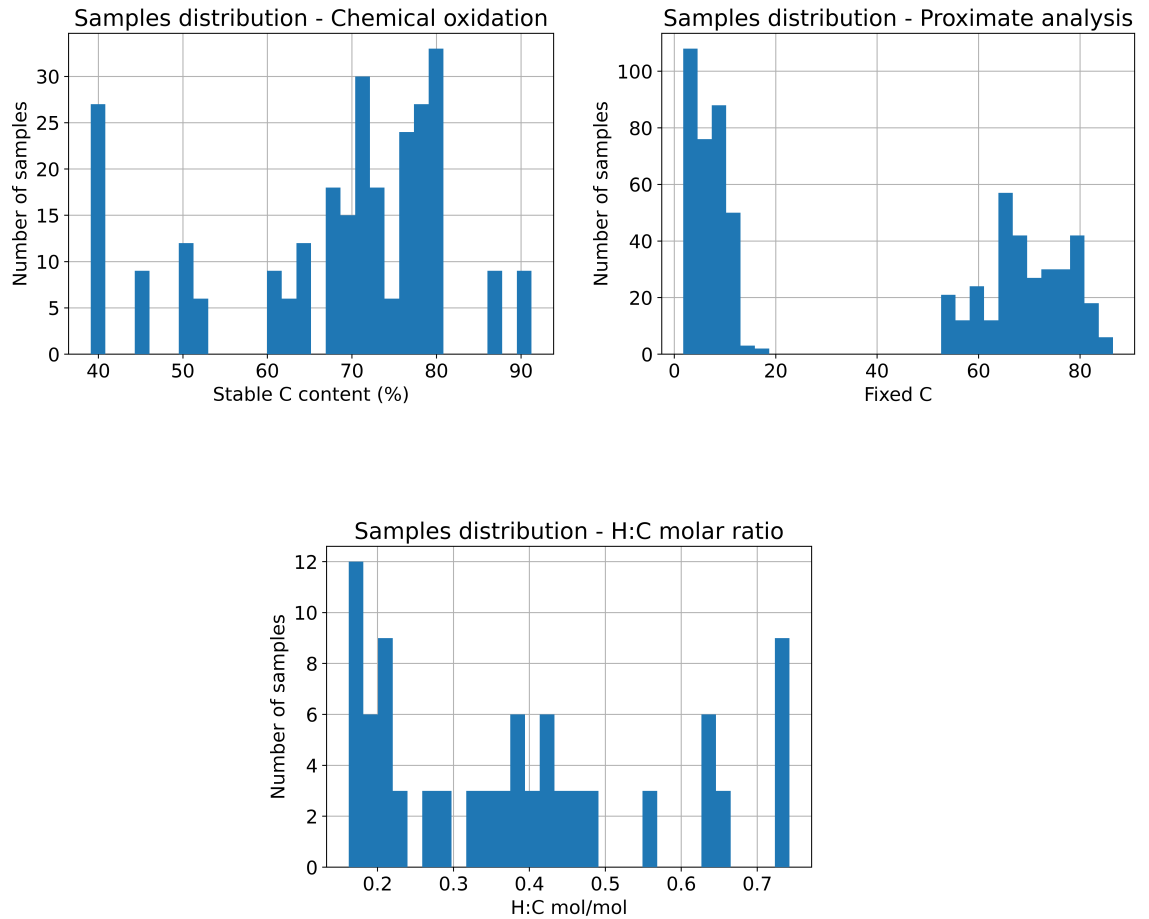 Samples distribution - Chemical oxidation
Number of samples
0
5
10
15
20
25
30
40 50 60 70 80 90
Stable C content (%)
Samples distribution - Proximate analysis
Number of samples
0
20
40
60
80
100
0 20 40 60 80
Fixed C
Samples distribution - H:C molar ratio
Number of samples
0
2
4
6
8
10
12
0.2 0.3 0.4 0.5 0.6 0.7
H:C mol/mol